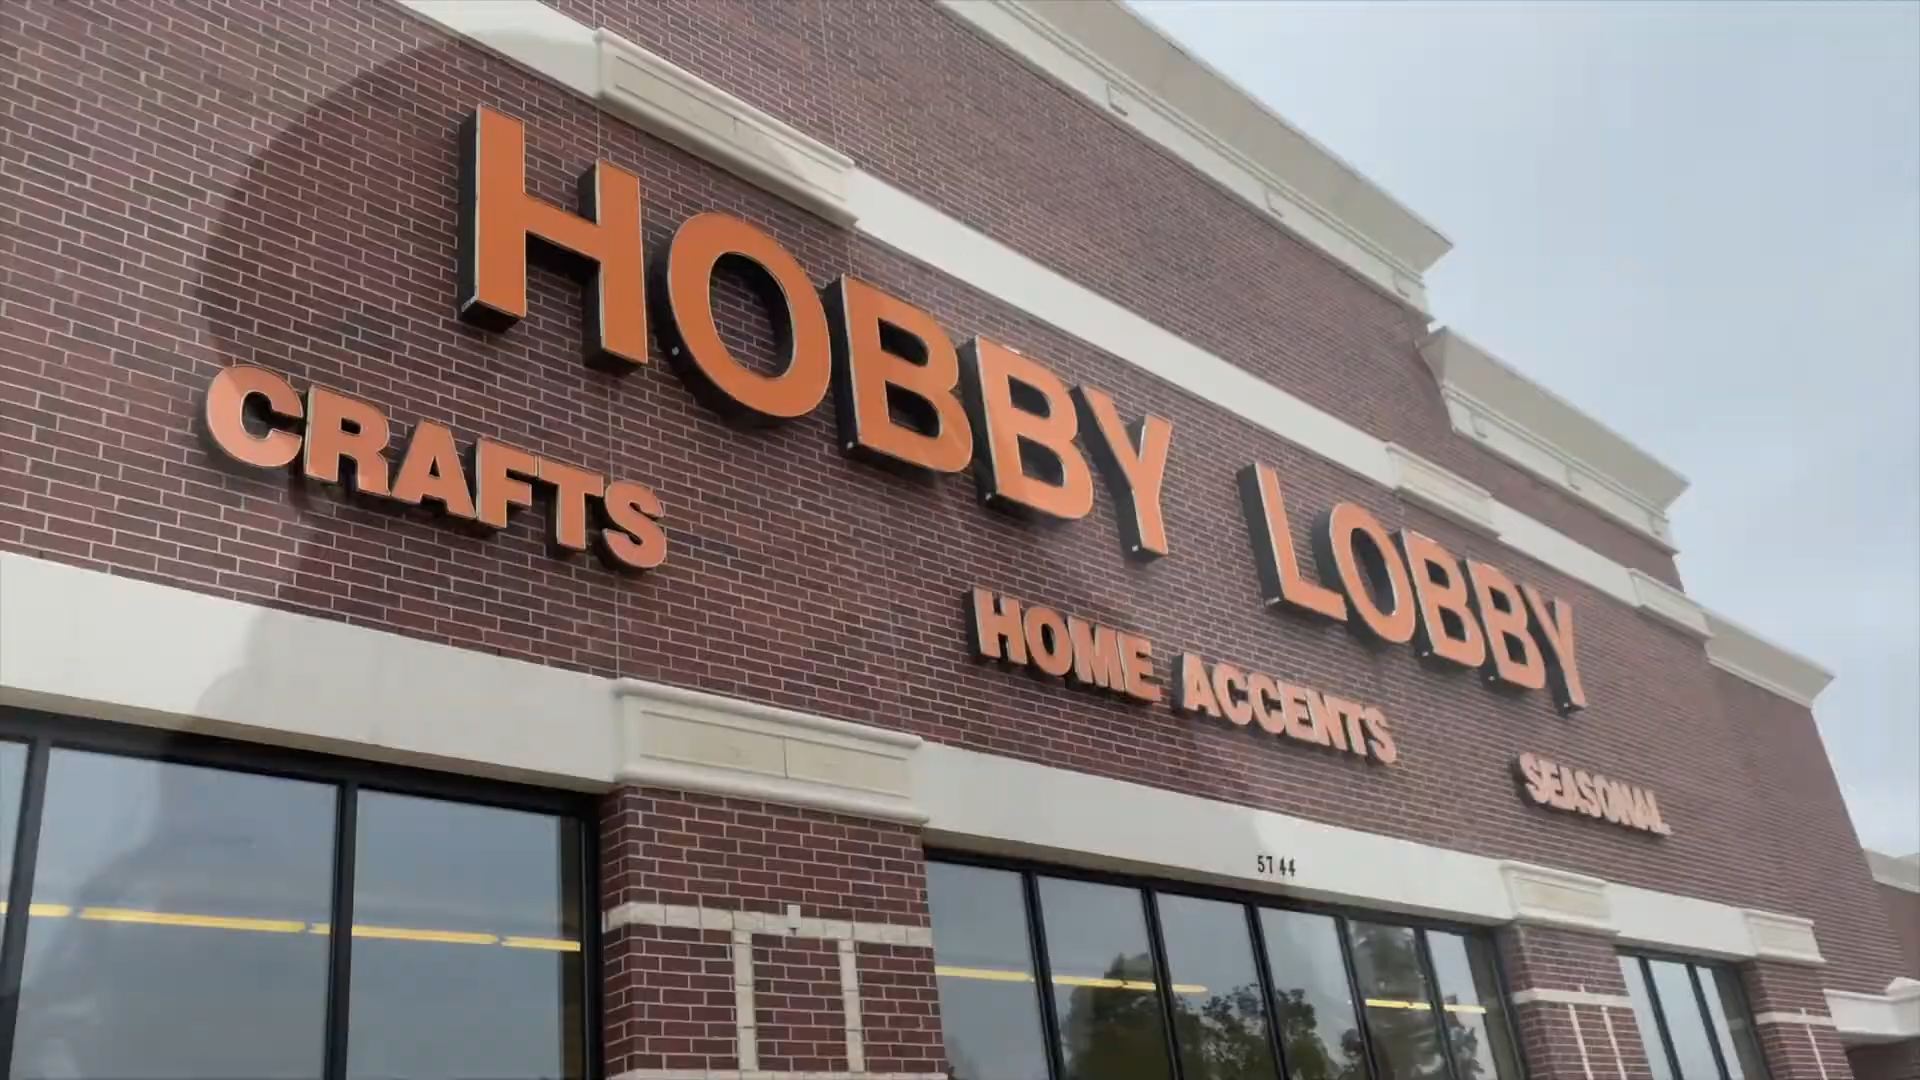 HOBBY LOBBY
CRAFTS
HOME ACCENTS
SEASONAL
5744